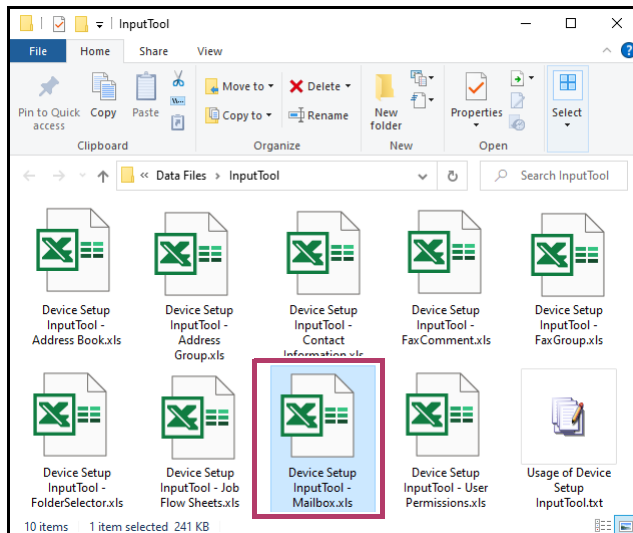 InputTool
File Home Share View
Pin to Quick access
Copy
Paste
Move to
Copy to
Delete
Rename
New folder
Properties
Select
Clipboard Organize New Open
« Data Files › InputTool
Search InputTool
Device Setup
InputTool -
Address Book.xls
Device Setup
InputTool -
Address
Group.xls
Device Setup
InputTool -
Contact
Information.xls
Device Setup
InputTool -
FaxComment.xls
Device Setup
InputTool -
FaxGroup.xls
Device Setup
InputTool -
FolderSelector.xls
Device Setup
InputTool - Job
Flow Sheets.xls
Device Setup
InputTool -
Mailbox.xls
Device Setup
InputTool - User
Permissions.xls
Usage of Device
Setup
InputTool.txt
10 items 1 item selected 241 KB